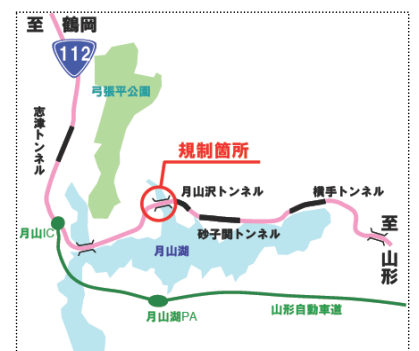 至 鶴岡
112
弓張平公園
志津トンネル
規制箇所
月山沢トンネル
横手トンネル
至 山形
砂子関トンネル
月山IC
月山湖
山形自動車道
月山湖PA